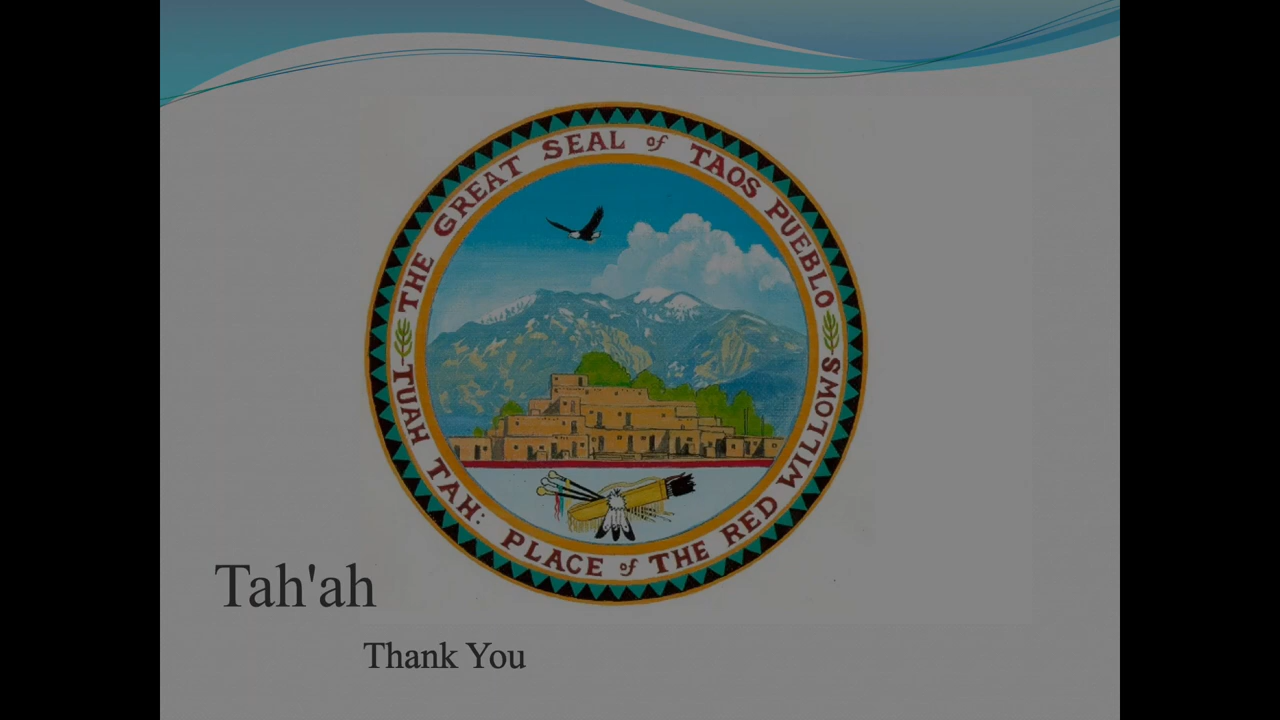 THE GREAT SEAL of TAOS PUEBLO
TUAH TAH: PLACE of THE RED WILLOWS
Tah'ah
Thank You